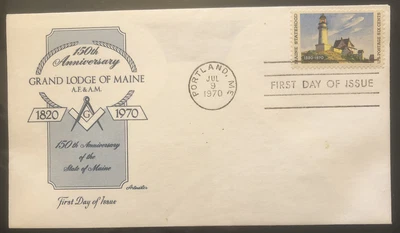 150th
Anniversary
GRAND LODGE OF MAINE
A.F. & A.M.
1820 1970
G
150th Anniversary
of the
State of Maine
Artmaster
First Day of Issue
PORTLAND, ME
JUL
9
1970
FIRST DAY OF ISSUE